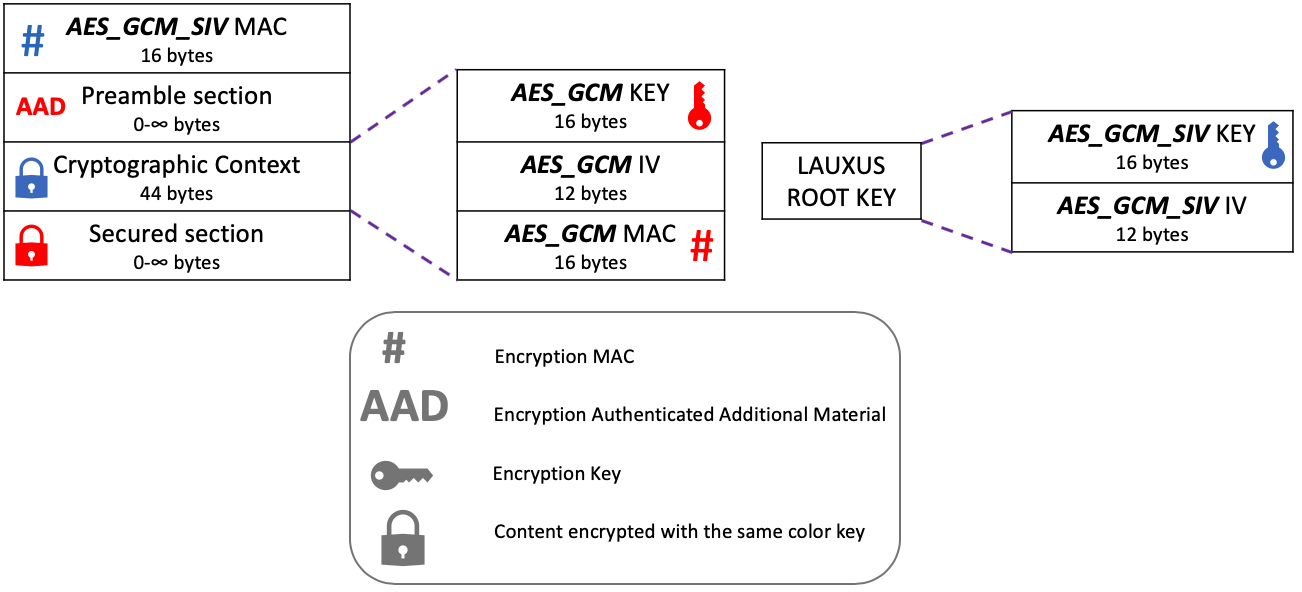 # AES_GCM_SIV MAC
16 bytes
AAD Preamble section
0-∞ bytes
Cryptographic Context
44 bytes
Secured section
0-∞ bytes
AES_GCM KEY
16 bytes
AES_GCM IV
12 bytes
AES_GCM MAC #
16 bytes
LAUXUS
ROOT KEY
AES_GCM_SIV KEY
16 bytes
AES_GCM_SIV IV
12 bytes
# Encryption MAC
AAD Encryption Authenticated Additional Material
Encryption Key
Content encrypted with the same color key